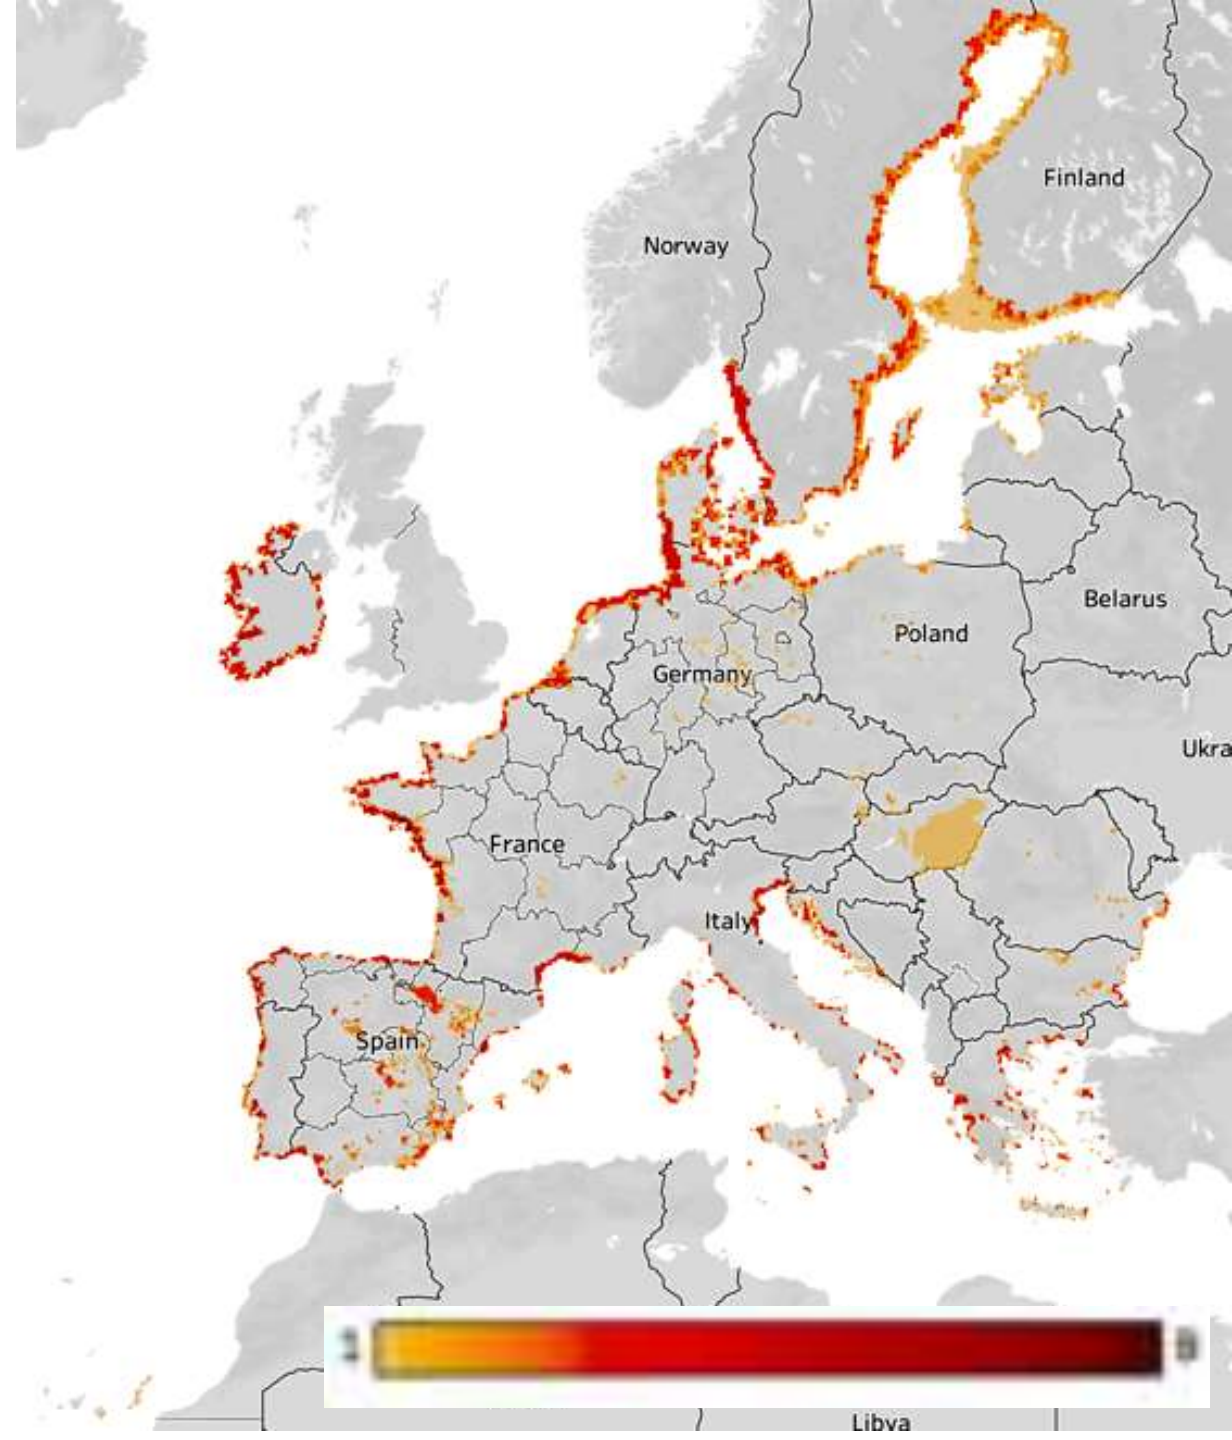 Finland
Norway
Belarus
Poland
Germany
Ukra
France
Italy
Spain
Libya